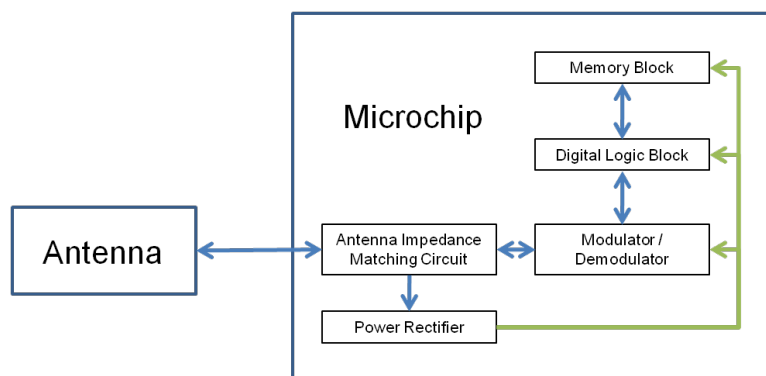 Memory Block
Microchip
Digital Logic Block
Antenna
Antenna Impedance
Matching Circuit
Modulator /
Demodulator
Power Rectifier